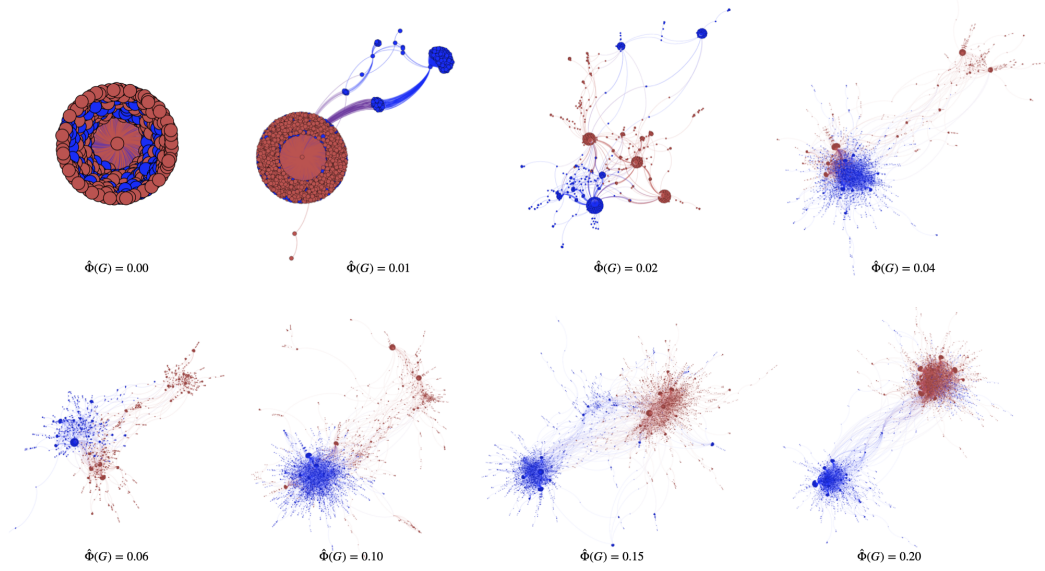 Φ̂(G) = 0.00
Φ̂(G) = 0.01
Φ̂(G) = 0.02
Φ̂(G) = 0.04
Φ̂(G) = 0.06
Φ̂(G) = 0.10
Φ̂(G) = 0.15
Φ̂(G) = 0.20